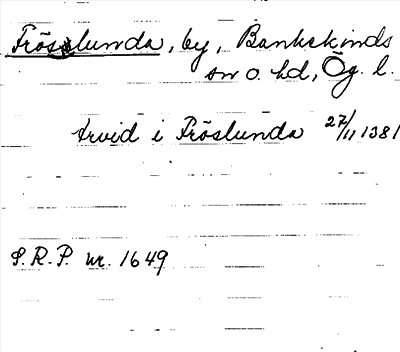 Fröslunda, by, Bankekinds
sn o. hd, Ög. l.
Arvid i Fröslunda 27/11 1381
S.R.P. nr. 1649